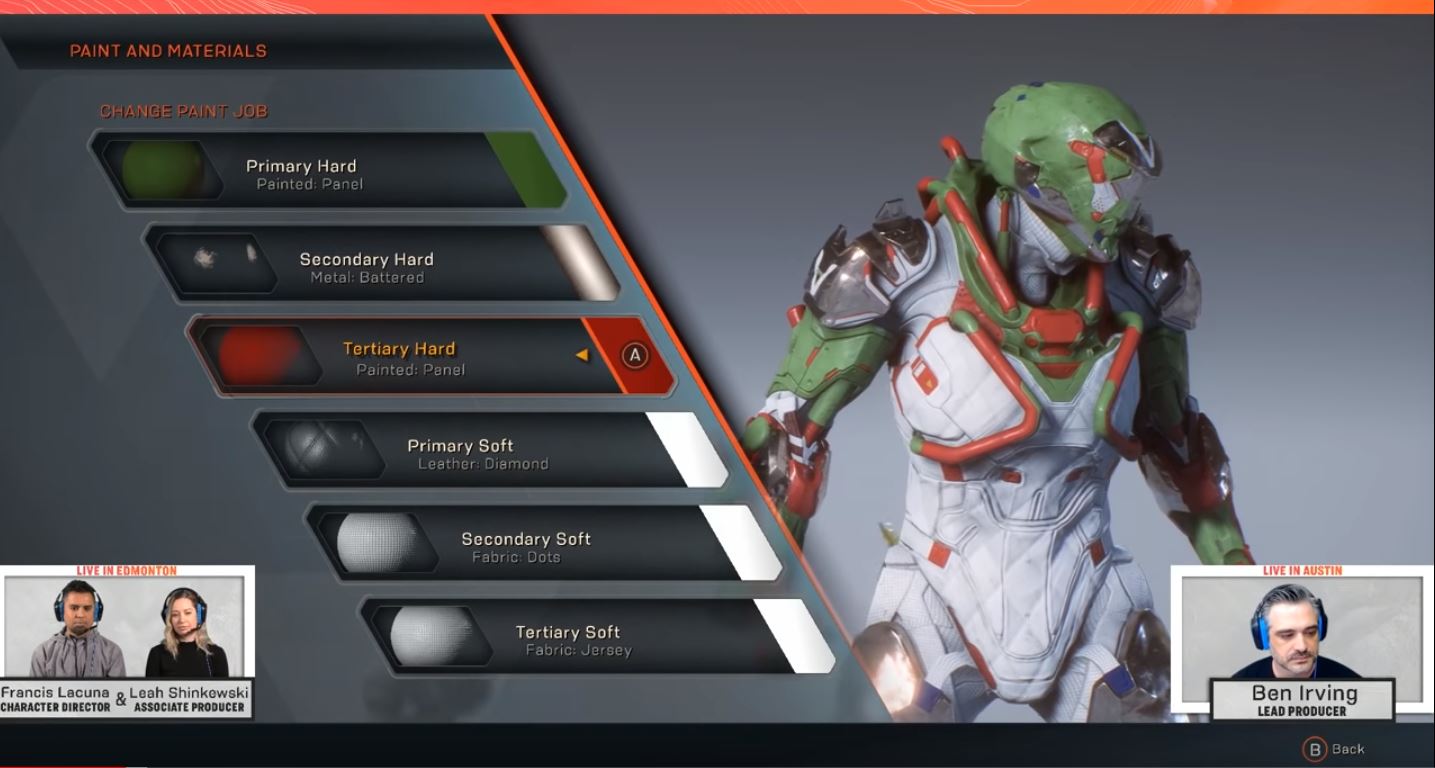 PAINT AND MATERIALS
CHANGE PAINT JOB
Primary Hard
Painted: Panel
Secondary Hard
Metal: Battered
Tertiary Hard
Painted: Panel
A
Primary Soft
Leather: Diamond
Secondary Soft
Fabric: Dots
Tertiary Soft
Fabric: Jersey
LIVE IN EDMONTON
Francis Lacuna & Leah Shinkewski
CHARACTER DIRECTOR ASSOCIATE PRODUCER
LIVE IN AUSTIN
Ben Irving
LEAD PRODUCER
B Back